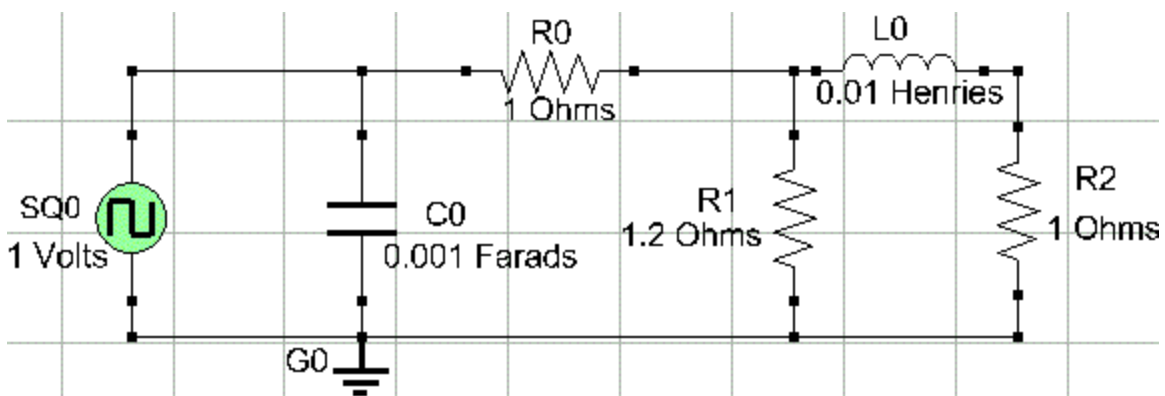 R0
1 Ohms
L0
0.01 Henries
SQ0
1 Volts
C0
0.001 Farads
R1
1.2 Ohms
R2
1 Ohms
G0